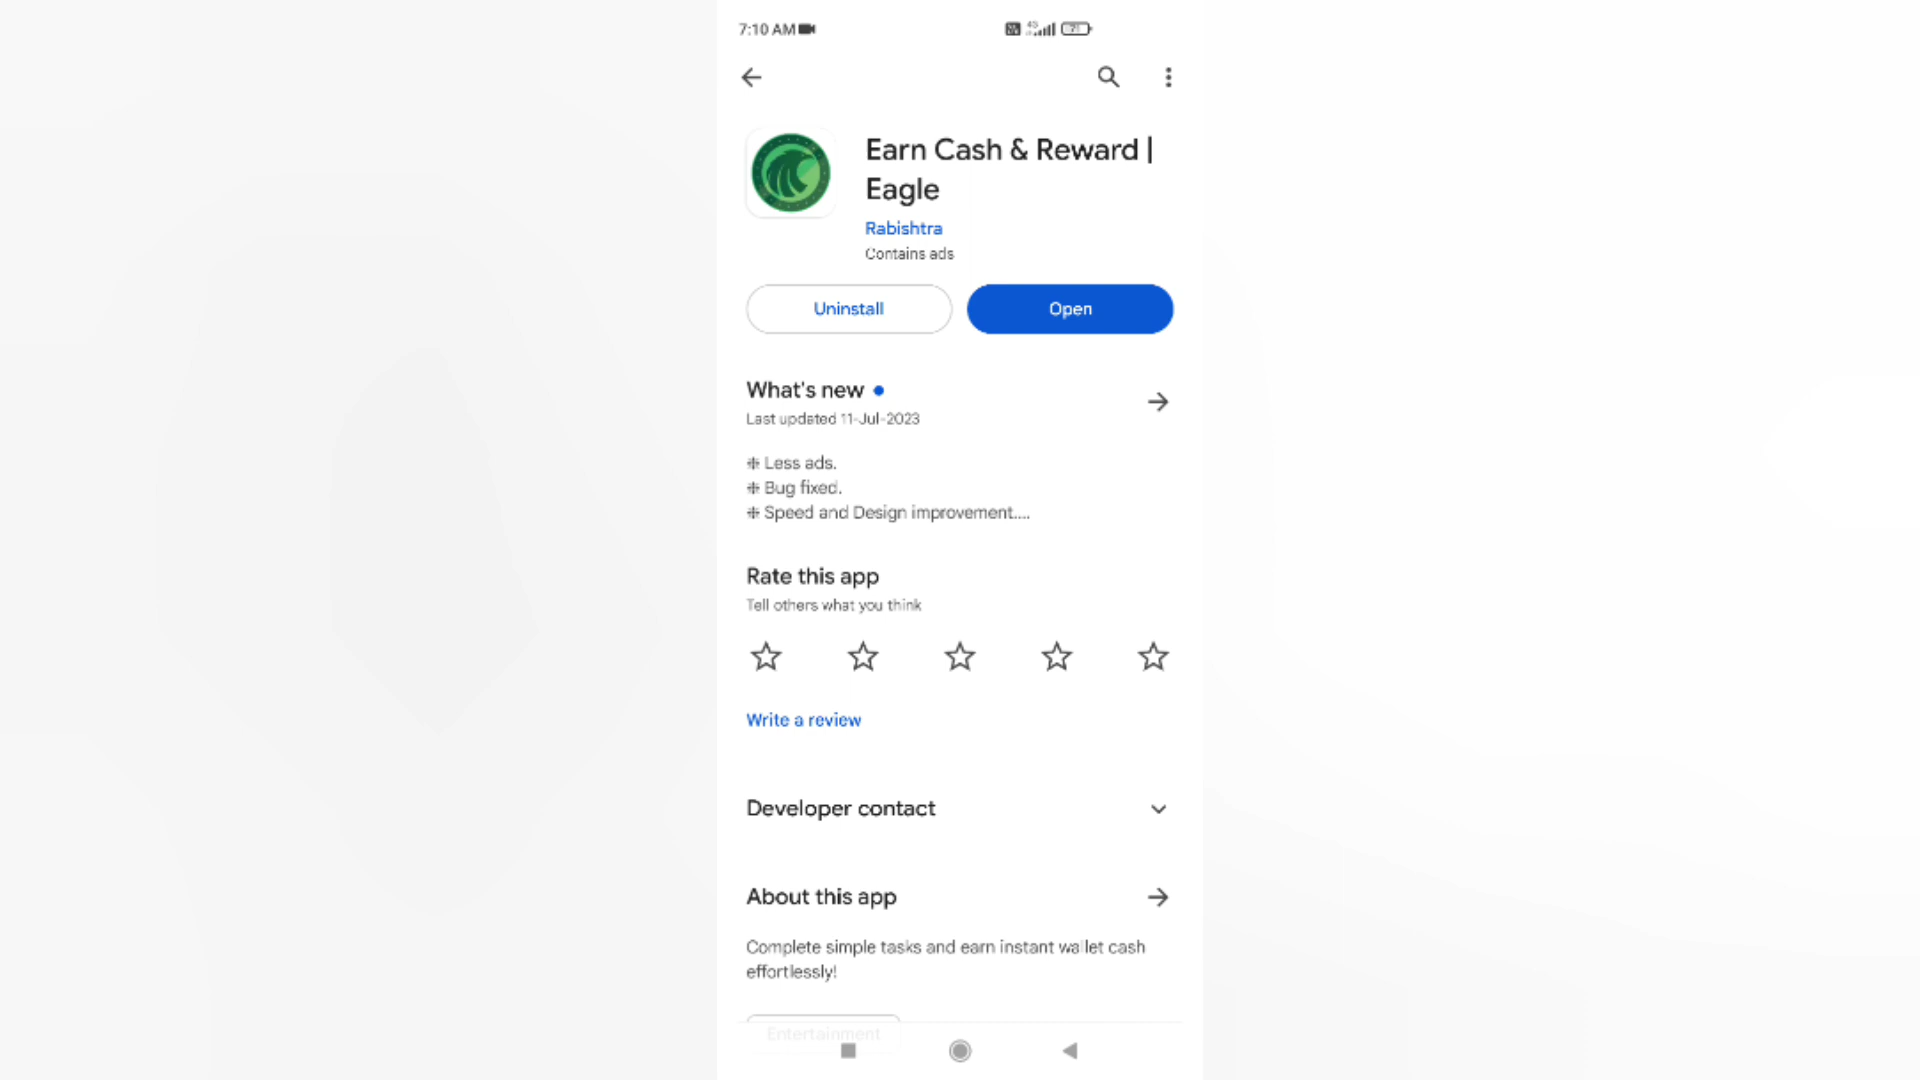 7:10 AM
Earn Cash & Reward |
Eagle
Rabishtra
Contains ads
Uninstall
Open
What's new
Last updated 11-Jul-2023
⁜ Less ads.
⁜ Bug fixed.
⁜ Speed and Design improvement....
Rate this app
Tell others what you think
Write a review
Developer contact
About this app
Complete simple tasks and earn instant wallet cash
effortlessly!
Entertainment